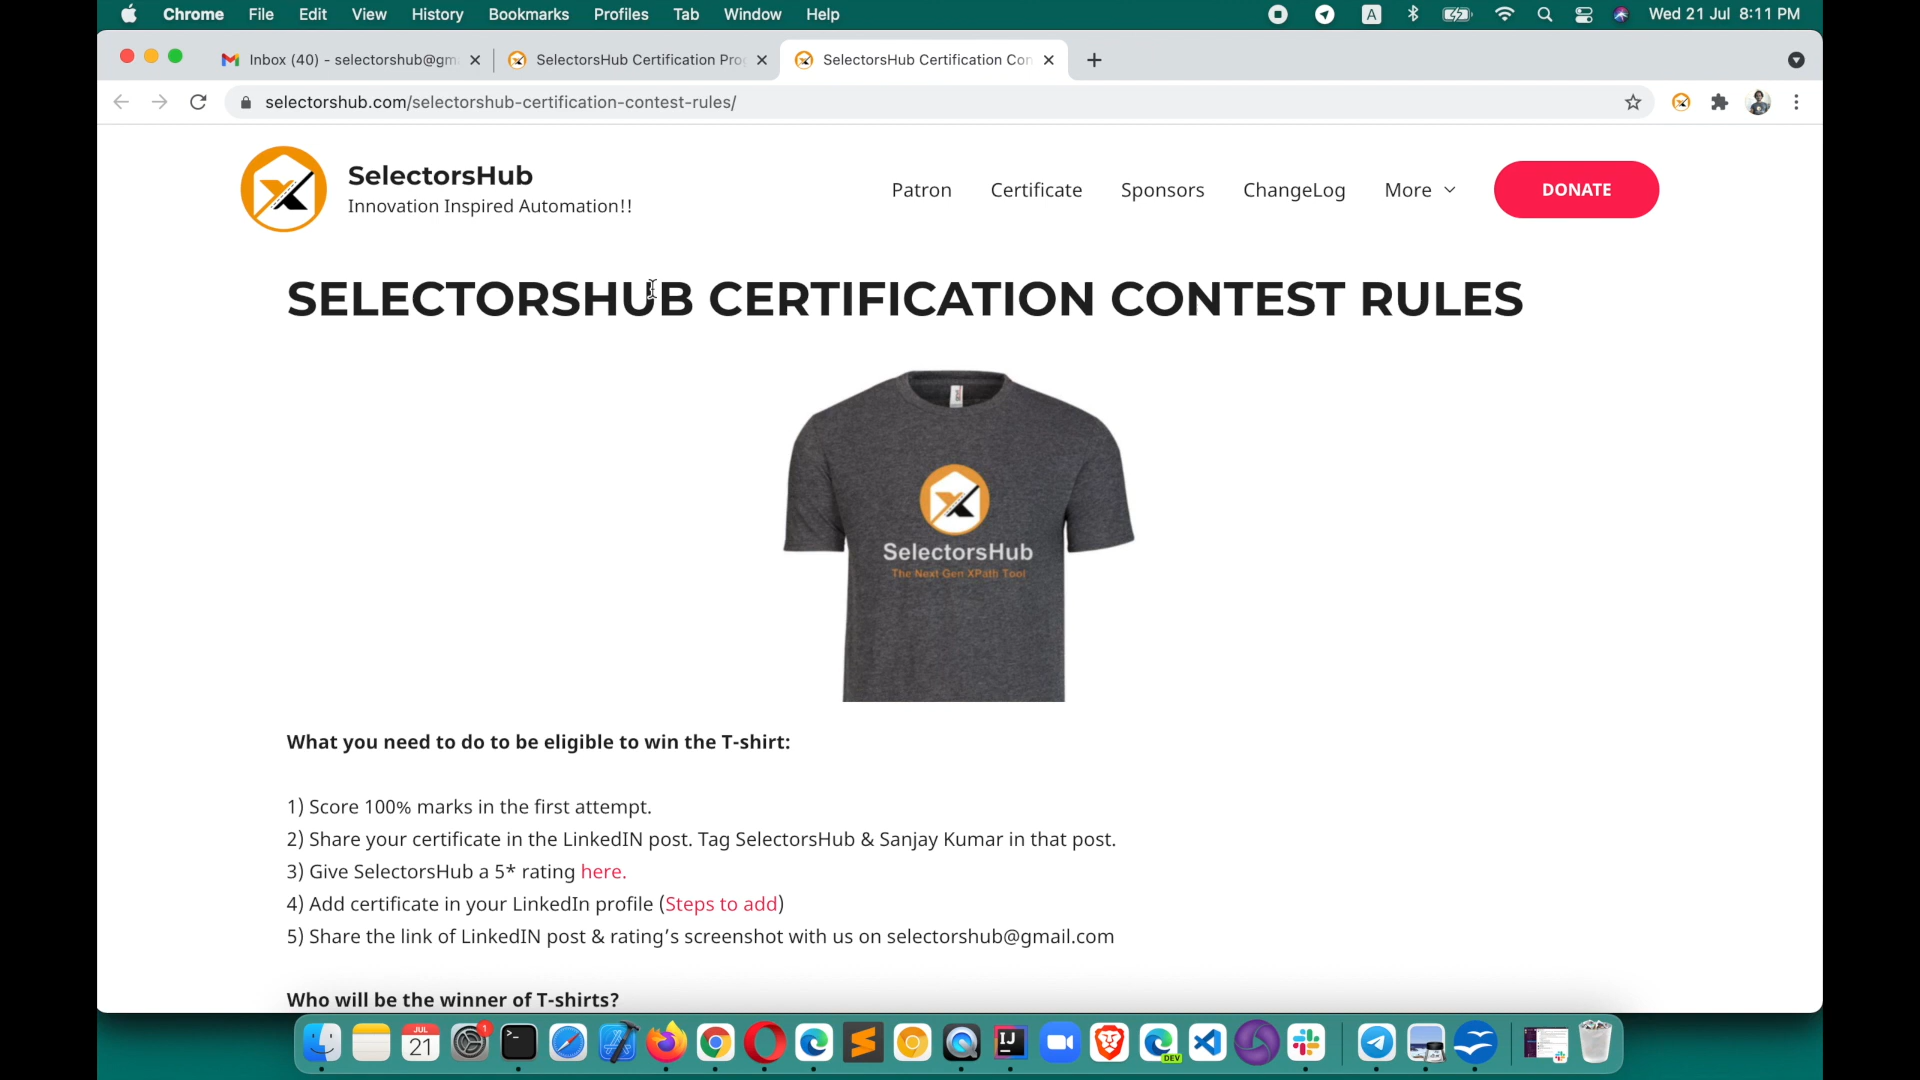 Chrome File Edit View History Bookmarks Profiles Tab Window Help
A
Wed 21 Jul 8:11 PM
Inbox (40) - selectorshub@gm
SelectorsHub Certification Pro
SelectorsHub Certification Con
selectorshub.com/selectorshub-certification-contest-rules/
SelectorsHub
Innovation Inspired Automation!!
Patron Certificate Sponsors ChangeLog More DONATE
SELECTORSHUB CERTIFICATION CONTEST RULES
SelectorsHub
The Next Gen XPath Tool
What you need to do to be eligible to win the T-shirt:
1) Score 100% marks in the first attempt.
2) Share your certificate in the LinkedIN post. Tag SelectorsHub & Sanjay Kumar in that post.
3) Give SelectorsHub a 5* rating here.
4) Add certificate in your LinkedIn profile (Steps to add)
5) Share the link of LinkedIN post & rating's screenshot with us on selectorshub@gmail.com
Who will be the winner of T-shirts?
JUL
21
1
IJ
DEV